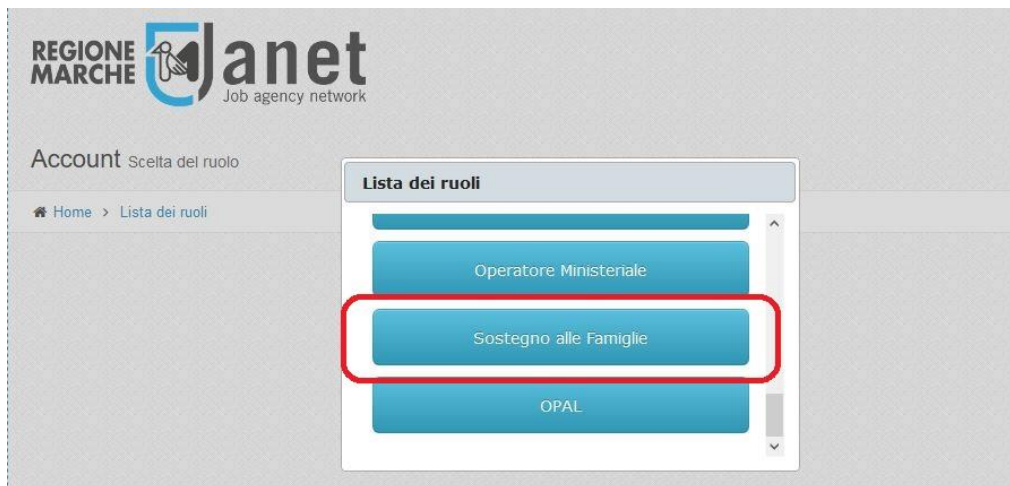 REGIONE
MARCHE
Janet
Job agency network
Account Scelta del ruolo
Home > Lista dei ruoli
Lista dei ruoli
Operatore Ministeriale
Sostegno alle Famiglie
OPAL